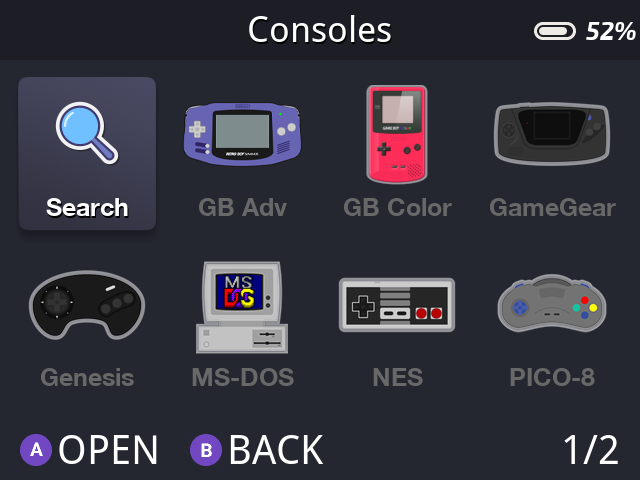 Consoles
52%
Search
GB Adv
GB Color
GameGear
Genesis
MS
DOS
MS-DOS
NES
PICO-8
A OPEN
B BACK
1/2